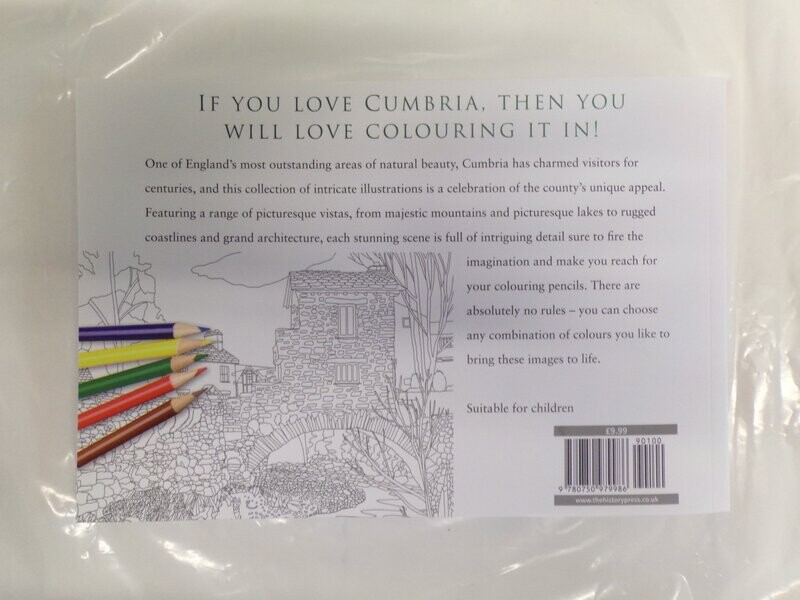 IF YOU LOVE CUMBRIA, THEN YOU
WILL LOVE COLOURING IT IN!
One of England's most outstanding areas of natural beauty, Cumbria has charmed visitors for
centuries, and this collection of intricate illustrations is a celebration of the county's unique appeal.
Featuring a range of picturesque vistas, from majestic mountains and picturesque lakes to rugged
coastlines and grand architecture, each stunning scene is full of intriguing detail sure to fire the
imagination and make you reach for
your colouring pencils. There are
absolutely no rules – you can choose
any combination of colours you like to
bring these images to life.
Suitable for children
£9.99
90100
9 780750 979986
www.thehistorypress.co.uk